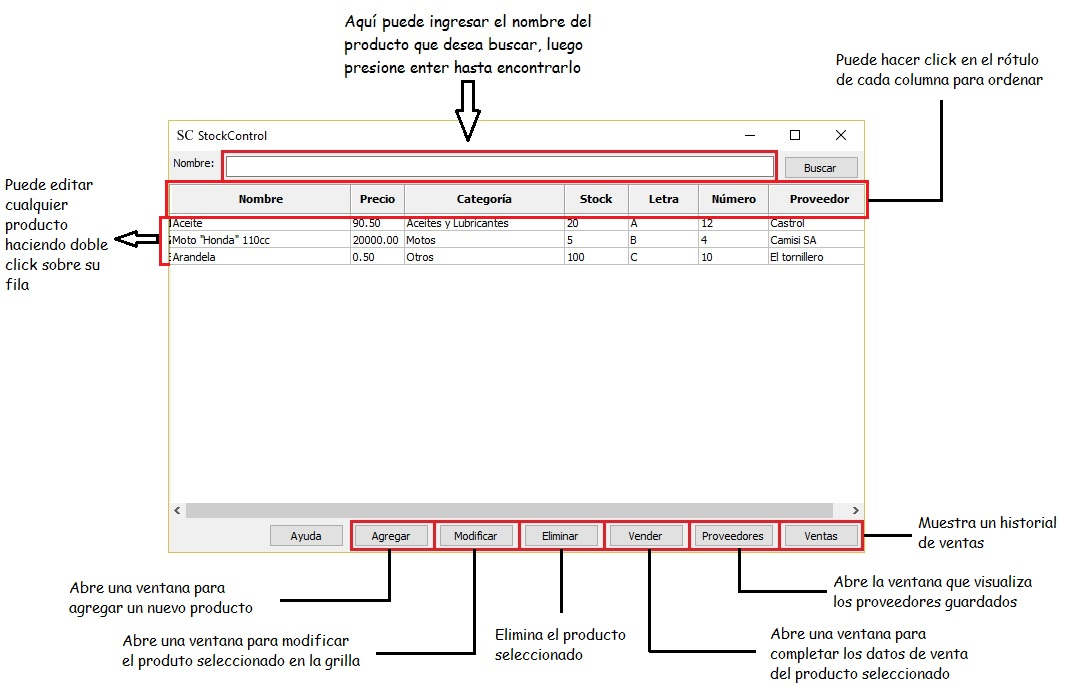 Aquí puede ingresar el nombre del
producto que desea buscar, luego
presione enter hasta encontrarlo
Puede hacer click en el rótulo
de cada columna para ordenar
SC StockControl
Nombre:
Buscar
Puede editar
cualquier
producto
haciendo doble
click sobre su
fila
Nombre Precio Categoría Stock Letra Número Proveedor
Aceite 90.50 Aceites y Lubricantes 20 A 12 Castrol
Moto "Honda" 110cc 20000.00 Motos 5 B 4 Camisi SA
Arandela 0.50 Otros 100 C 10 El tornillero
Ayuda Agregar Modificar Eliminar Vender Proveedores Ventas
Muestra un historial
de ventas
Abre una ventana para
agregar un nuevo producto
Abre la ventana que visualiza
los proveedores guardados
Abre una ventana para modificar
el produto seleccionado en la grilla
Elimina el producto
seleccionado
Abre una ventana para
completar los datos de venta
del producto seleccionado